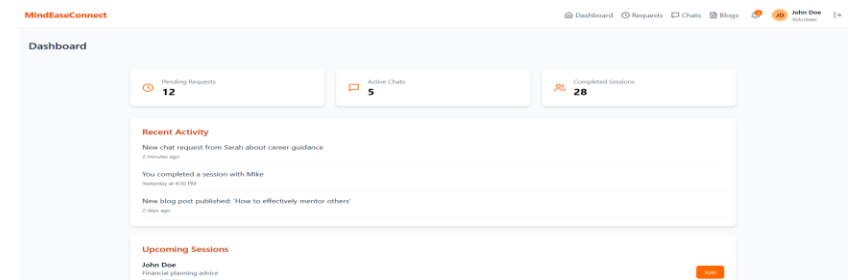 MindEaseConnect
Dashboard Requests Chats Blogs JD John Doe
Volunteer
Dashboard
Pending Requests
12
Active Chats
5
Completed Sessions
28
Recent Activity
New chat request from Sarah about career guidance
2 minutes ago
You completed a session with Mike
Yesterday at 4:30 PM
New blog post published: 'How to effectively mentor others'
2 days ago
Upcoming Sessions
John Doe
Financial planning advice
Join